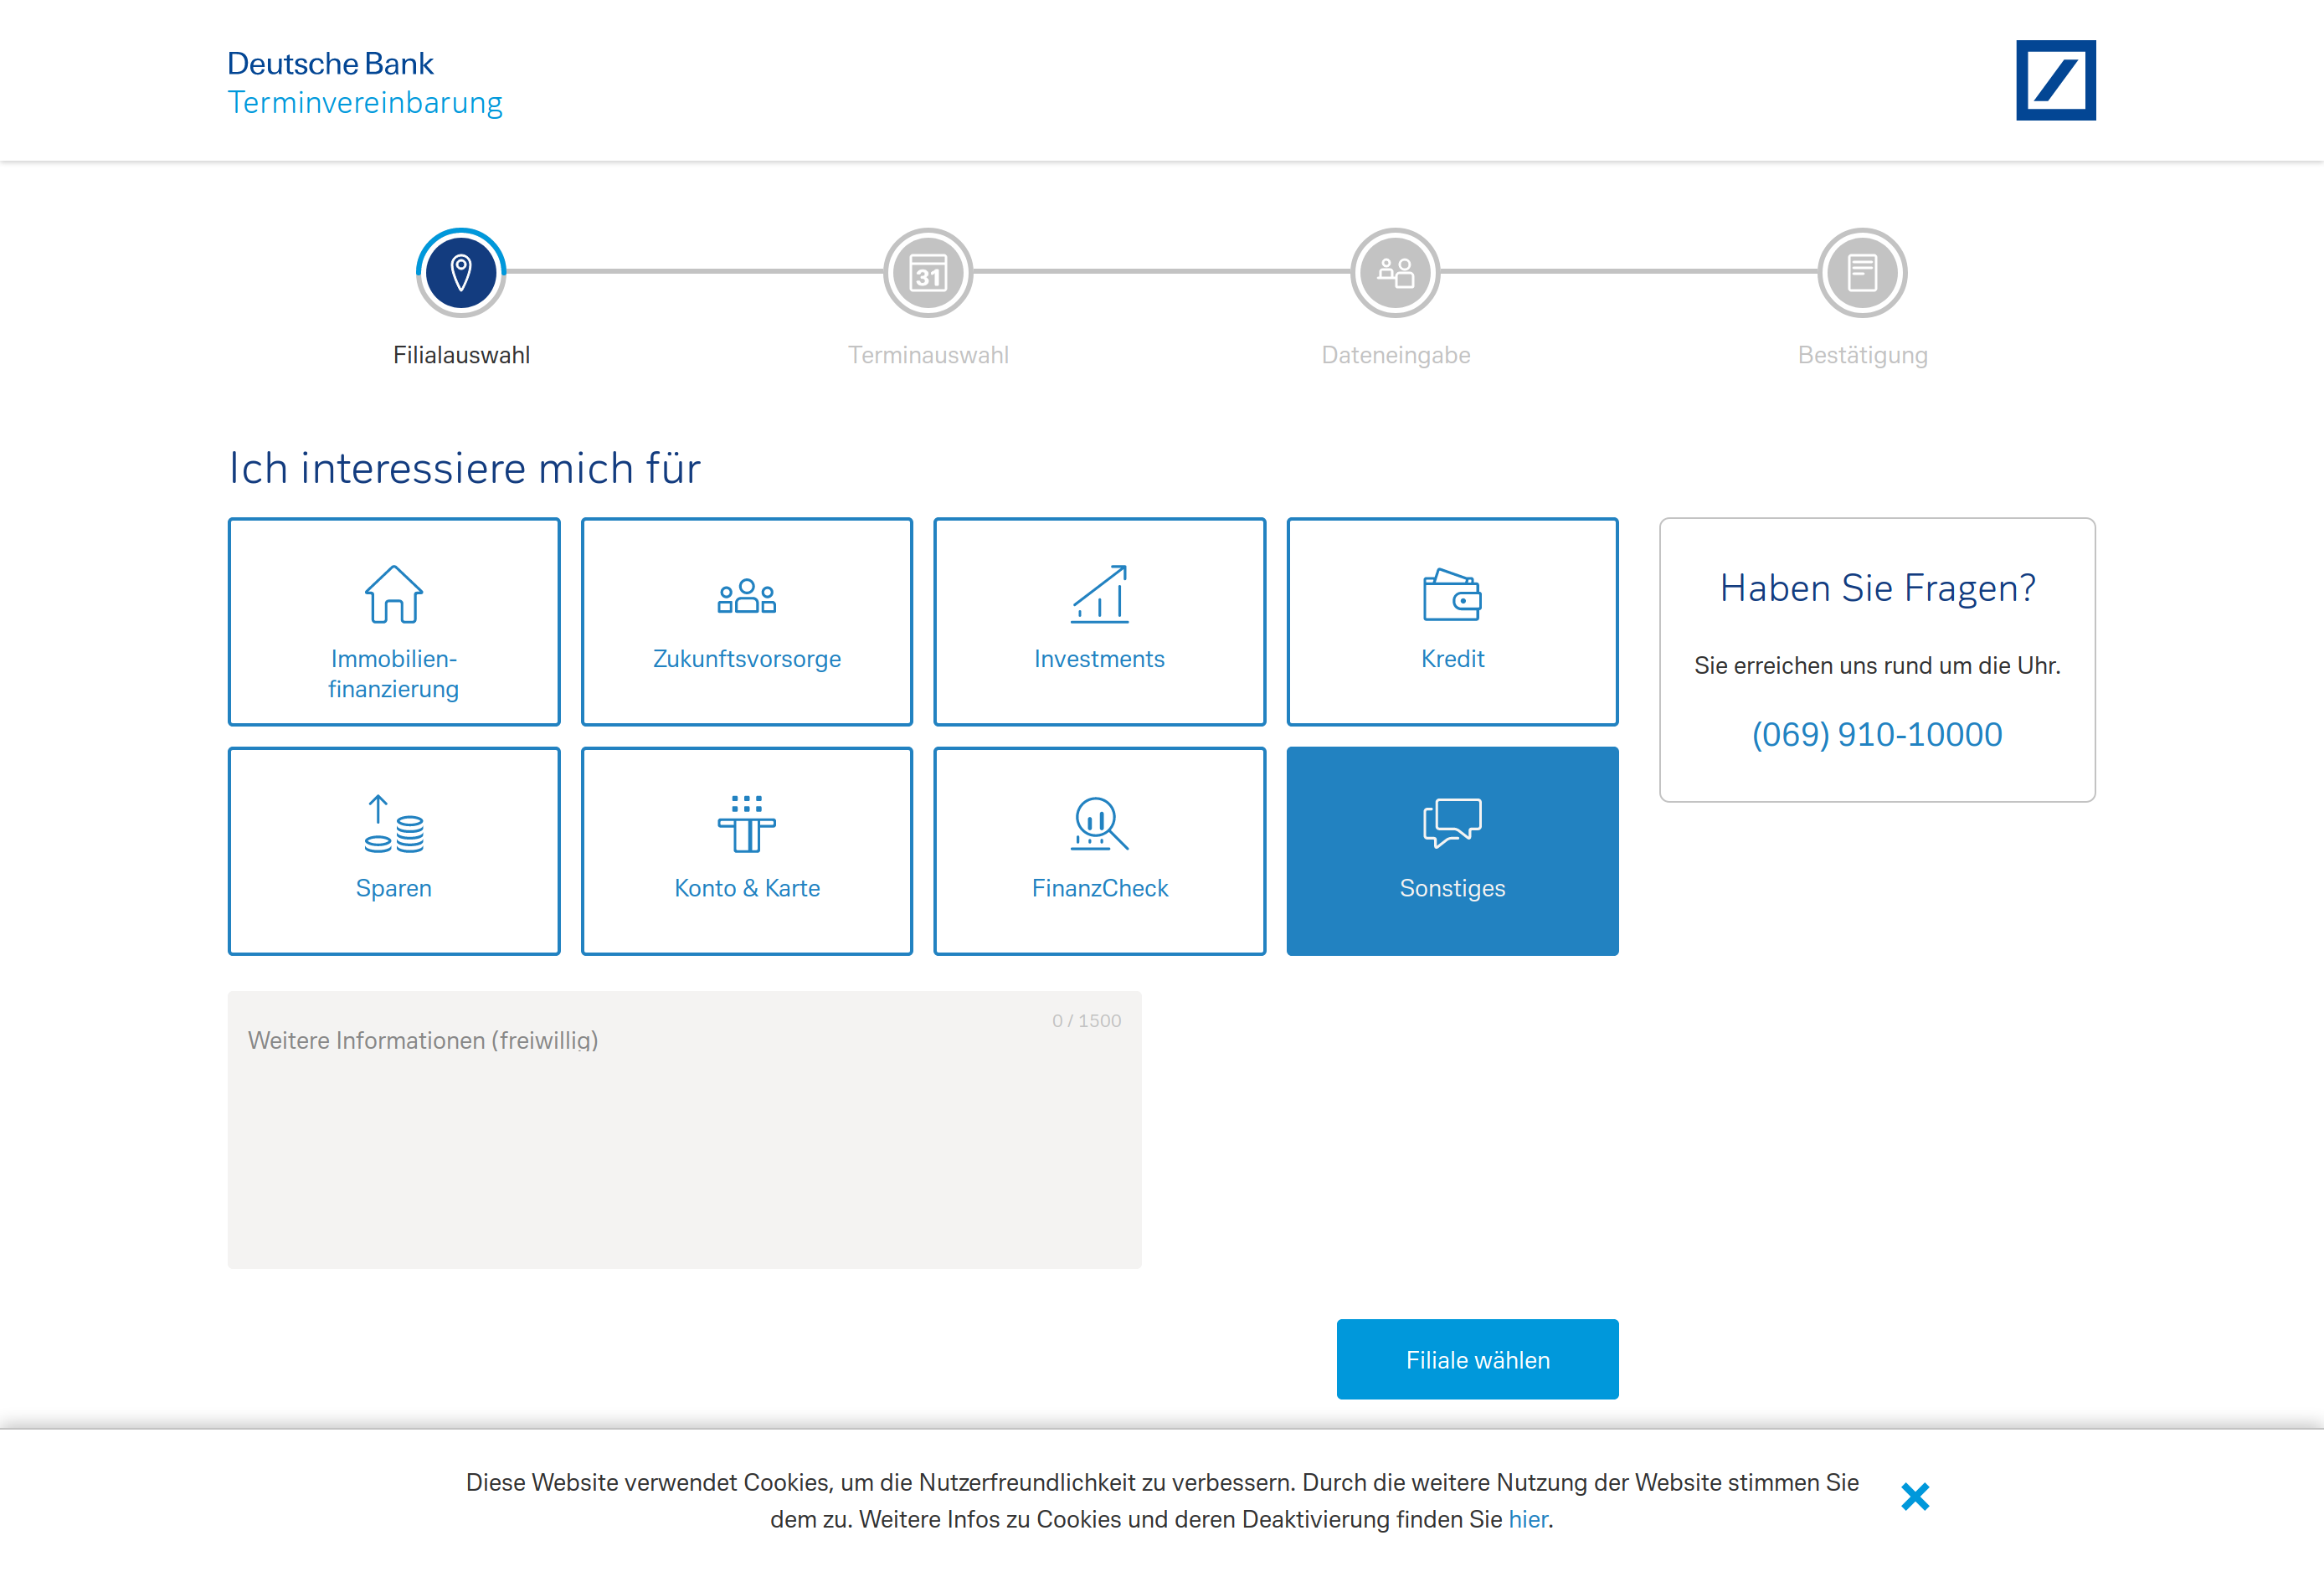 Deutsche Bank
Terminvereinbarung
31
Filialauswahl
Terminauswahl
Dateneingabe
Bestätigung
Ich interessiere mich für
Immobilien-
finanzierung
Zukunftsvorsorge
Investments
Kredit
Sparen
Konto & Karte
FinanzCheck
Sonstiges
Haben Sie Fragen?
Sie erreichen uns rund um die Uhr.
(069) 910-10000
0 / 1500
Weitere Informationen (freiwillig)
Filiale wählen
Diese Website verwendet Cookies, um die Nutzerfreundlichkeit zu verbessern. Durch die weitere Nutzung der Website stimmen Sie
dem zu. Weitere Infos zu Cookies und deren Deaktivierung finden Sie hier.